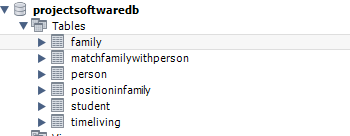 projectsoftwaredb
Tables
family
matchfamilywithperson
person
positioninfamily
student
timeliving